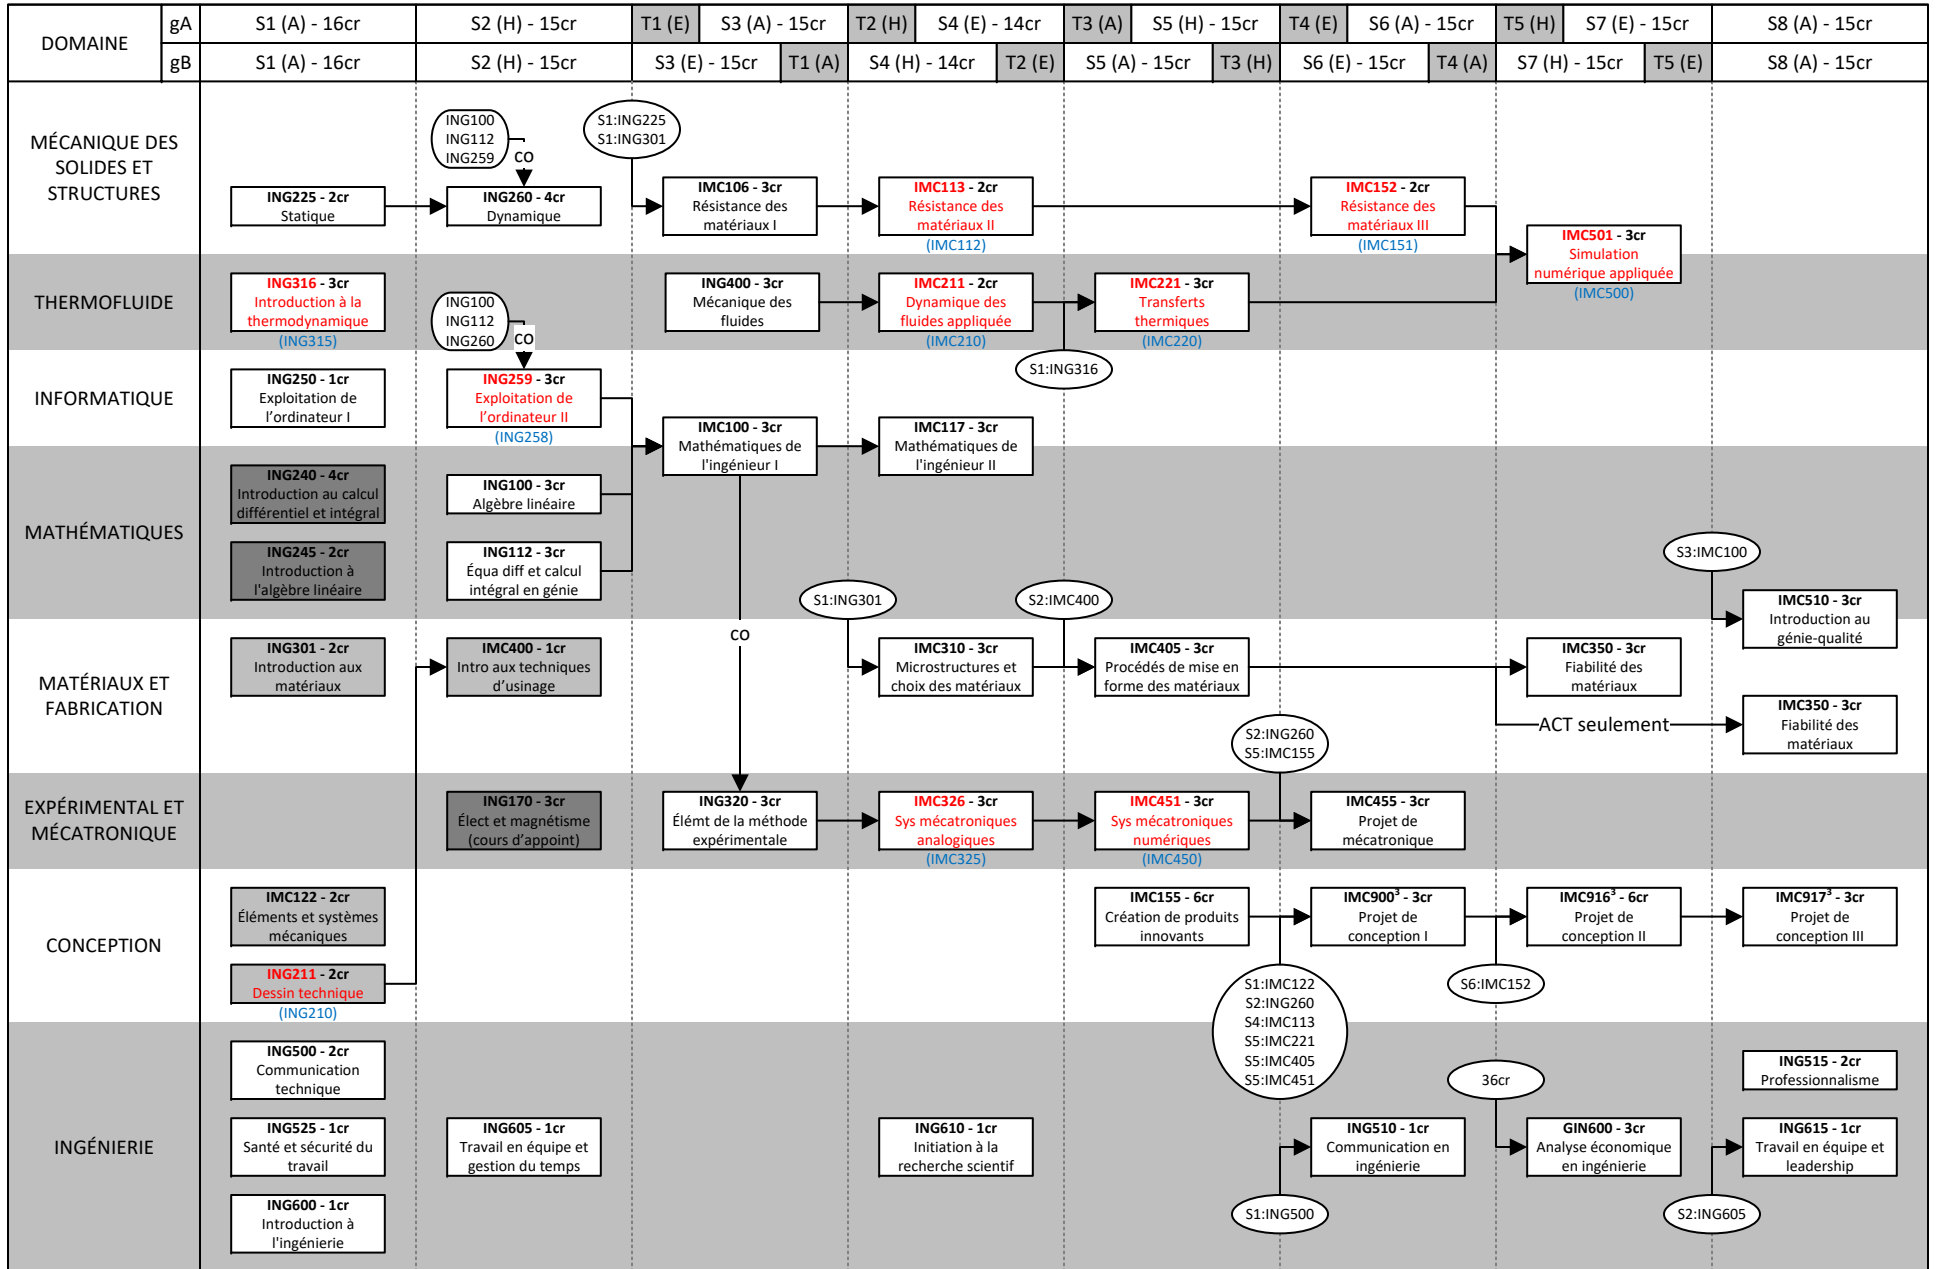 DOMAINE
gA
S1 (A) - 16cr
S2 (H) - 15cr
T1 (E)
S3 (A) - 15cr
T2 (H)
S4 (E) - 14cr
T3 (A)
S5 (H) - 15cr
T4 (E)
S6 (A) - 15cr
T5 (H)
S7 (E) - 15cr
S8 (A) - 15cr
gB
S1 (A) - 16cr
S2 (H) - 15cr
S3 (E) - 15cr
T1 (A)
S4 (H) - 14cr
T2 (E)
S5 (A) - 15cr
T3 (H)
S6 (E) - 15cr
T4 (A)
S7 (H) - 15cr
T5 (E)
S8 (A) - 15cr
MÉCANIQUE DES
SOLIDES ET
STRUCTURES
ING225 - 2cr
Statique
ING100
ING112
ING259
CO
ING260 - 4cr
Dynamique
S1:ING225
S1:ING301
IMC106 - 3cr
Résistance des
matériaux I
IMC113 - 2cr
Résistance des
matériaux II
(IMC112)
IMC152 - 2cr
Résistance des
matériaux III
(IMC151)
IMC501 - 3cr
Simulation
numérique appliquée
(IMC500)
THERMOFLUIDE
ING316 - 3cr
Introduction à la
thermodynamique
(ING315)
ING100
ING112
ING260
CO
ING400 - 3cr
Mécanique des
fluides
IMC211 - 2cr
Dynamique des
fluides appliquée
(IMC210)
S1:ING316
IMC221 - 3cr
Transferts
thermiques
(IMC220)
INFORMATIQUE
ING250 - 1cr
Exploitation de
l’ordinateur I
ING259 - 3cr
Exploitation de
l’ordinateur II
(ING258)
IMC100 - 3cr
Mathématiques de
l'ingénieur I
IMC117 - 3cr
Mathématiques de
l'ingénieur II
MATHÉMATIQUES
ING240 - 4cr
Introduction au calcul
différentiel et intégral
ING245 - 2cr
Introduction à
l'algèbre linéaire
ING100 - 3cr
Algèbre linéaire
ING112 - 3cr
Équa diff et calcul
intégral en génie
CO
S1:ING301
S2:IMC400
S3:IMC100
IMC510 - 3cr
Introduction au
génie-qualité
MATÉRIAUX ET
FABRICATION
ING301 - 2cr
Introduction aux
matériaux
IMC400 - 1cr
Intro aux techniques
d’usinage
IMC310 - 3cr
Microstructures et
choix des matériaux
IMC405 - 3cr
Procédés de mise en
forme des matériaux
IMC350 - 3cr
Fiabilité des
matériaux
ACT seulement
IMC350 - 3cr
Fiabilité des
matériaux
EXPÉRIMENTAL ET
MÉCATRONIQUE
ING170 - 3cr
Élect et magnétisme
(cours d’appoint)
ING320 - 3cr
Élémt de la méthode
expérimentale
IMC326 - 3cr
Sys mécatroniques
analogiques
(IMC325)
IMC451 - 3cr
Sys mécatroniques
numériques
(IMC450)
S2:ING260
S5:IMC155
IMC455 - 3cr
Projet de
mécatronique
CONCEPTION
IMC122 - 2cr
Éléments et systèmes
mécaniques
ING211 - 2cr
Dessin technique
(ING210)
IMC155 - 6cr
Création de produits
innovants
S1:IMC122
S2:ING260
S4:IMC113
S5:IMC221
S5:IMC405
S5:IMC451
IMC900³ - 3cr
Projet de
conception I
S6:IMC152
IMC916³ - 6cr
Projet de
conception II
IMC917³ - 3cr
Projet de
conception III
INGÉNIERIE
ING500 - 2cr
Communication
technique
ING525 - 1cr
Santé et sécurité du
travail
ING600 - 1cr
Introduction à
l'ingénierie
ING605 - 1cr
Travail en équipe et
gestion du temps
ING610 - 1cr
Initiation à la
recherche scientif
S1:ING500
ING510 - 1cr
Communication en
ingénierie
36cr
GIN600 - 3cr
Analyse économique
en ingénierie
S2:ING605
ING515 - 2cr
Professionnalisme
ING615 - 1cr
Travail en équipe et
leadership